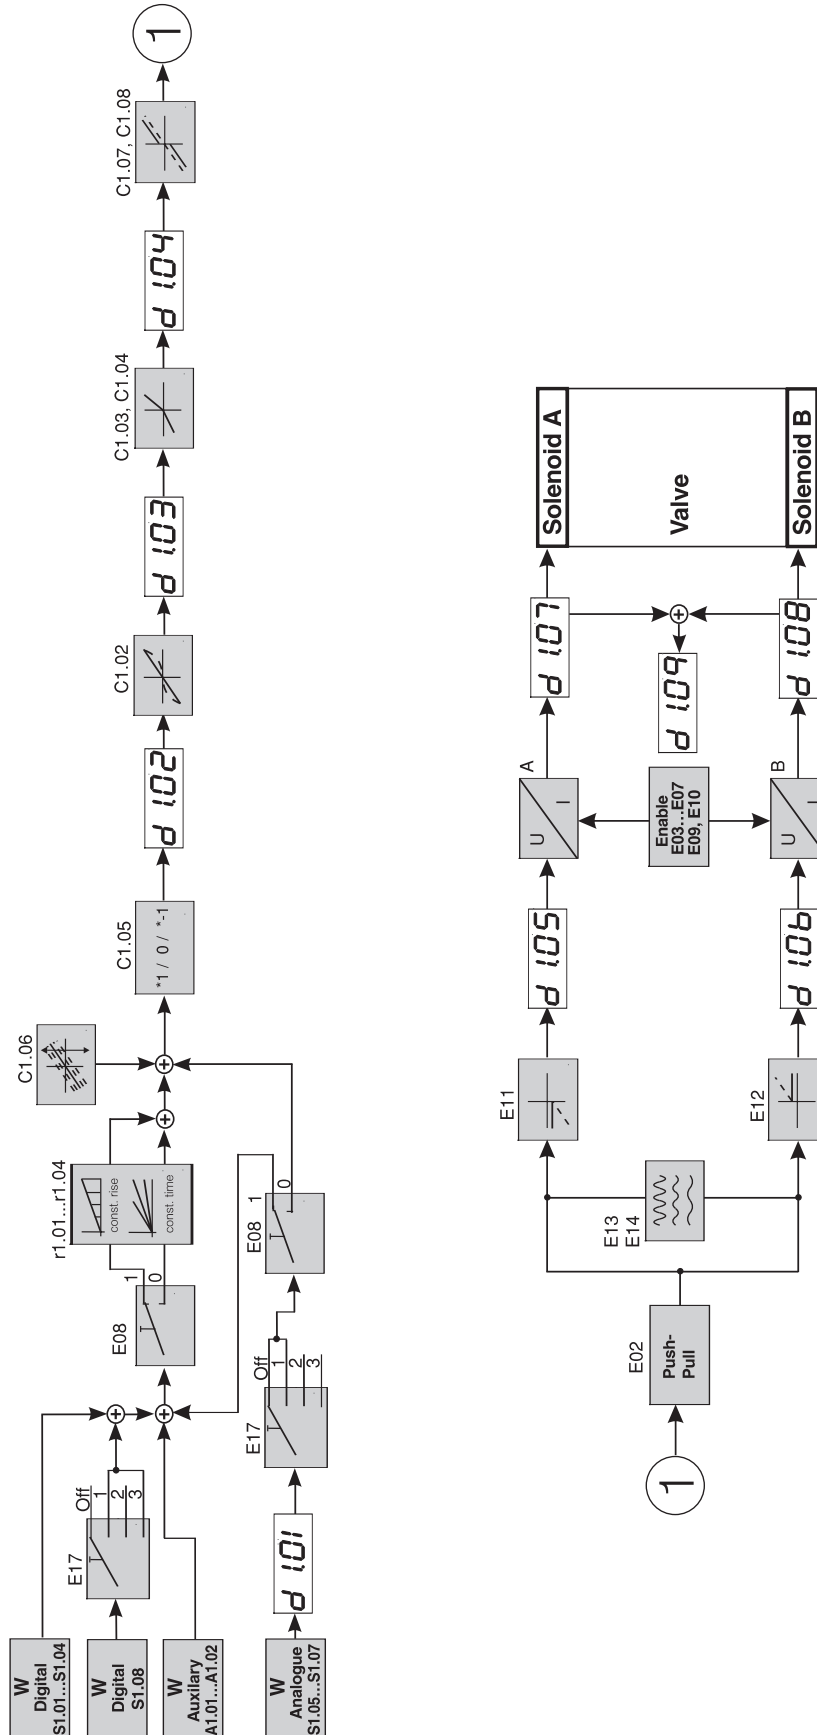 W
Digital
S1.01...S1.04
W
Digital
S1.08
W
Auxilary
A1.01...A1.02
W
Analogue
S1.05...S1.07
E17
Off
1
2
3
P 1.01
E17
Off
1
2
3
E08
1
0
E08
1
0
r1.01...r1.04
const. rise
const. time
C1.06
C1.05
*1 / 0 / *-1
P 1.02
C1.02
P 1.03
C1.03, C1.04
P 1.04
C1.07, C1.08
1
1
E02
Push-
Pull
E13
E14
E11
E12
P 1.05
P 1.06
U
I
A
U
I
B
Enable
E03...E07
E09, E10
P 1.07
P 1.09
P 1.08
Solenoid A
Valve
Solenoid B